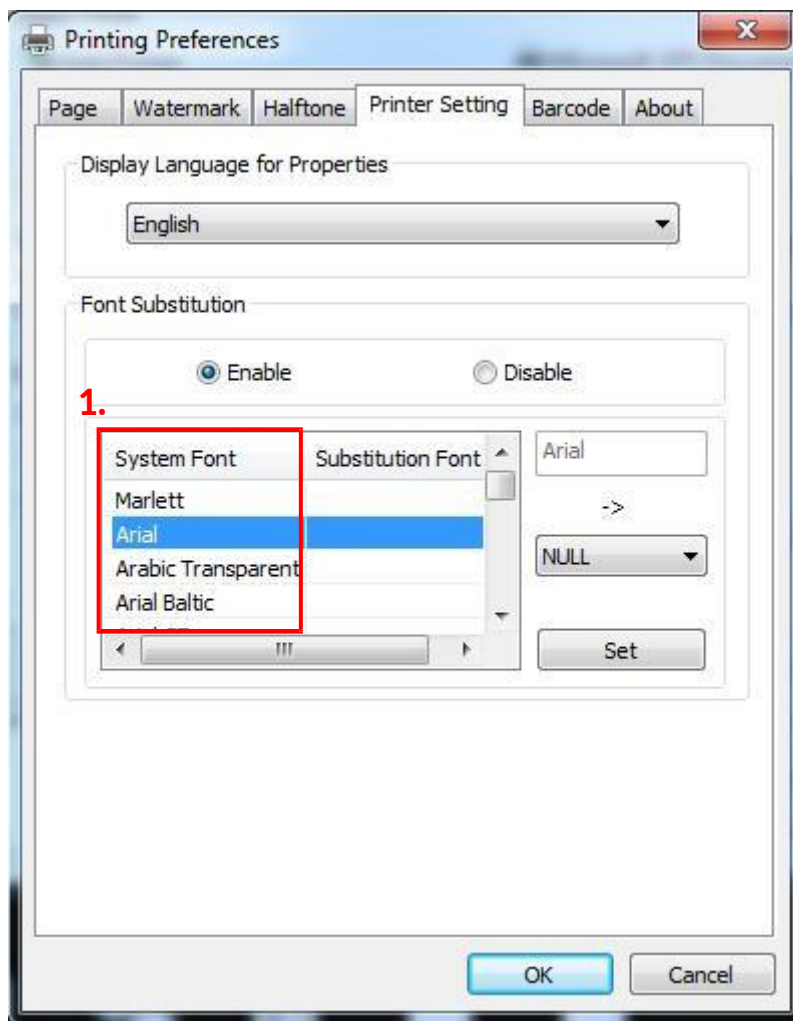 Printing Preferences
Page Watermark Halftone Printer Setting Barcode About
Display Language for Properties
English
Font Substitution
Enable Disable
1.
System Font Substitution Font Arial
Marlett ->
Arial
Arabic Transparent NULL
Arial Baltic
Set
OK Cancel